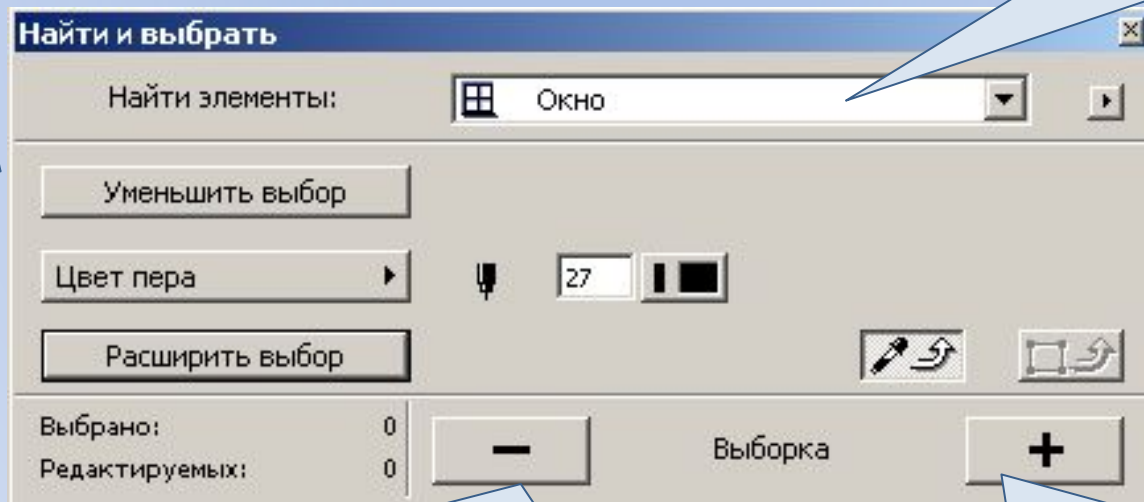 Найти и выбрать
Найти элементы: Окно
Уменьшить выбор
Цвет пера 27
Расширить выбор
Выбрано: 0
Редактируемых: 0
− Выборка +